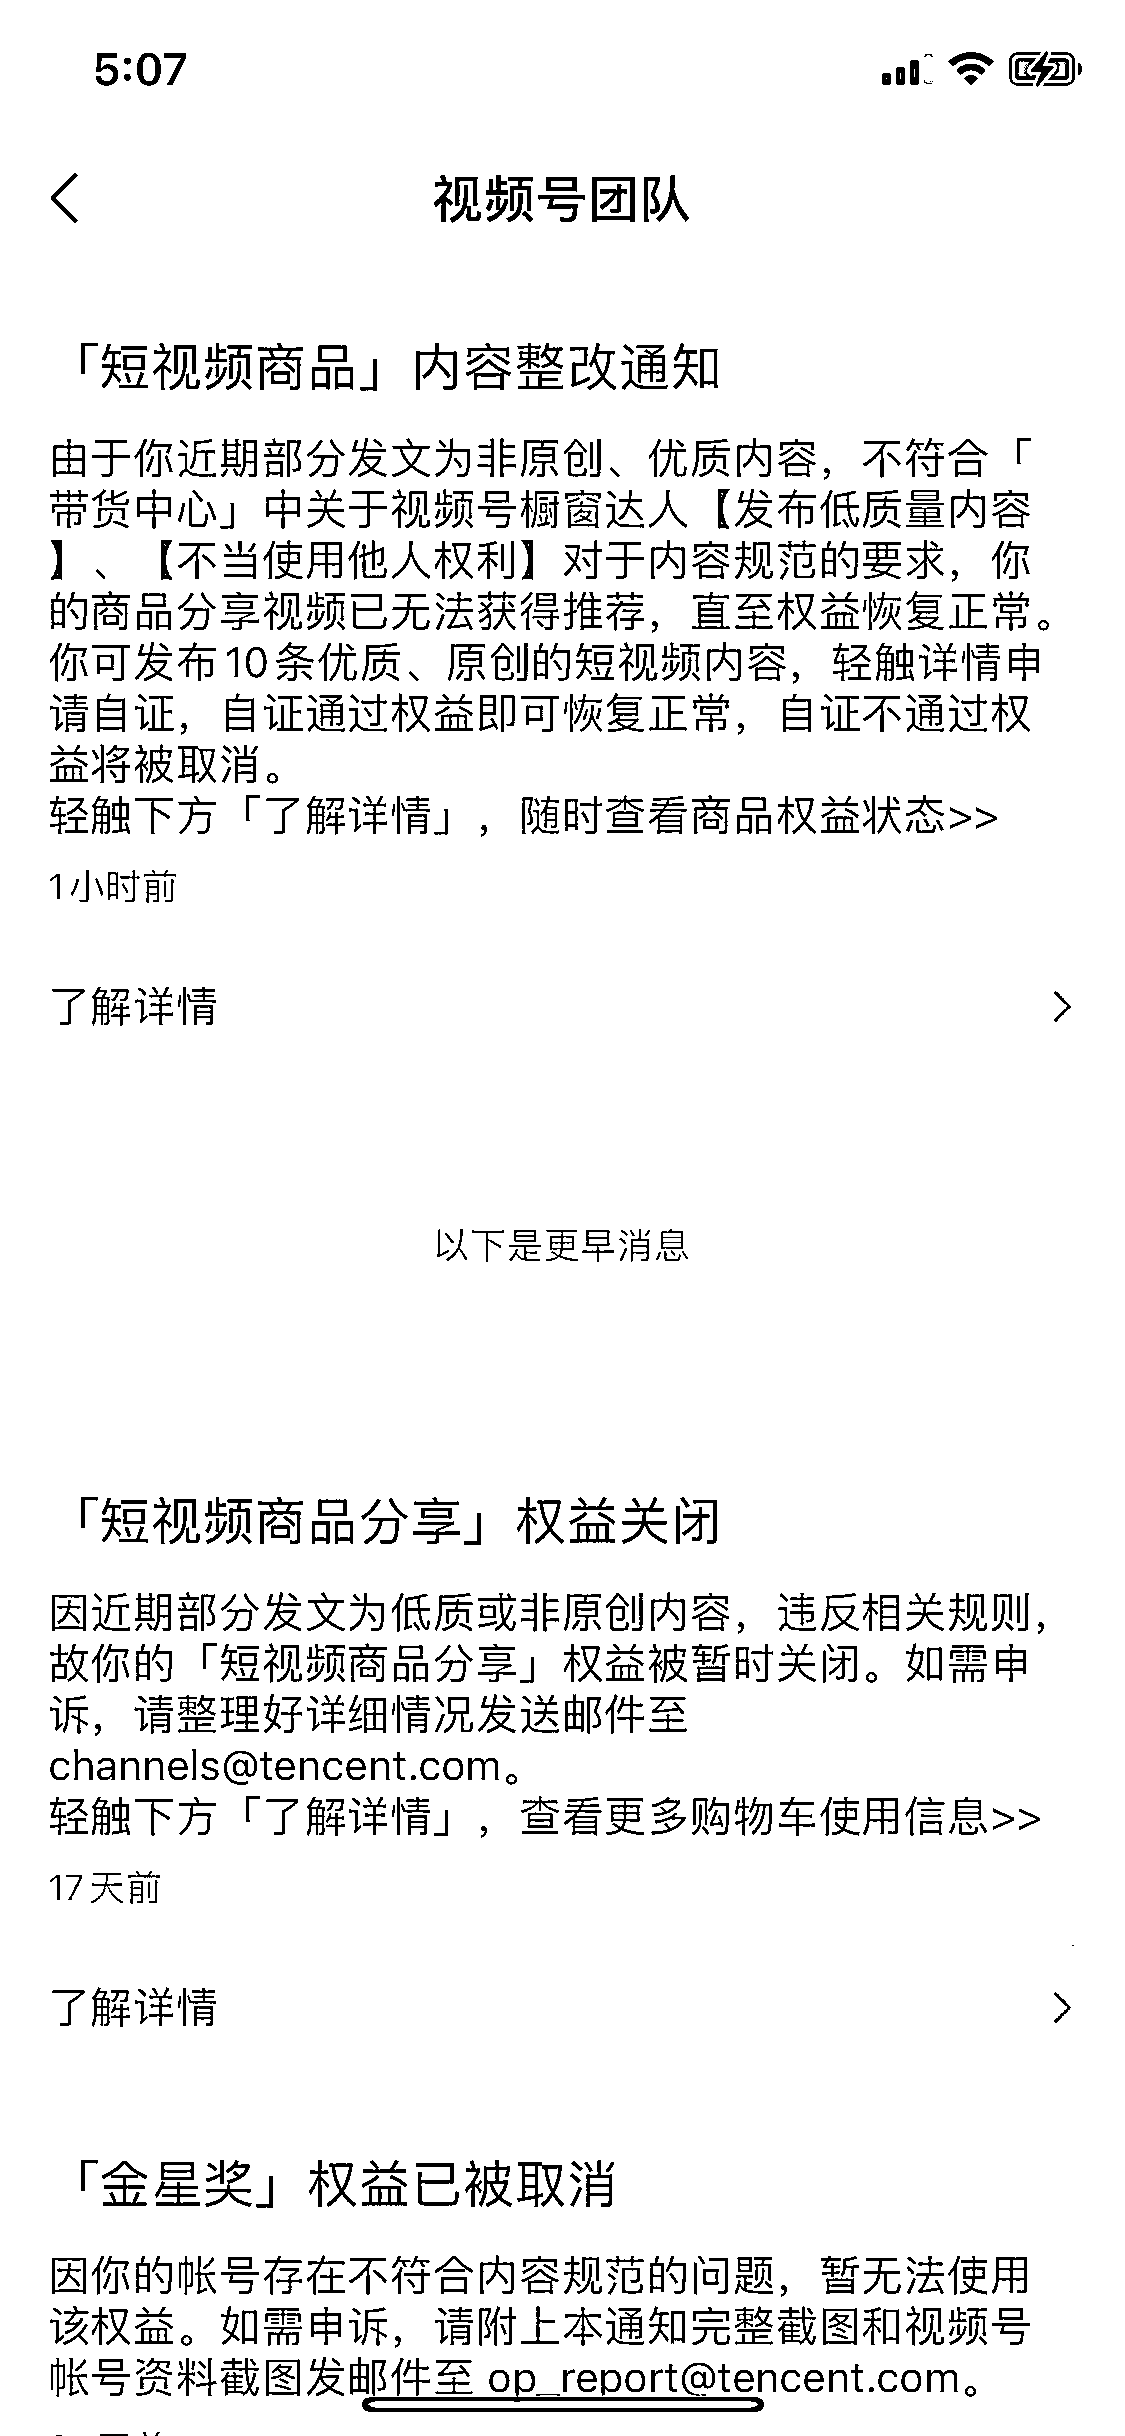 5:07
视频号团队
「短视频商品」内容整改通知
由于你近期部分发文为非原创、优质内容，不符合「
带货中心」中关于视频号橱窗达人【发布低质量内容
】、【不当使用他人权利】对于内容规范的要求，你
的商品分享视频已无法获得推荐，直至权益恢复正常。
你可发布10条优质、原创的短视频内容，轻触详情申
请自证，自证通过权益即可恢复正常，自证不通过权
益将被取消。
轻触下方「了解详情」，随时查看商品权益状态>>
1小时前
了解详情
以下是更早消息
「短视频商品分享」权益关闭
因近期部分发文为低质或非原创内容，违反相关规则，
故你的「短视频商品分享」权益被暂时关闭。如需申
诉，请整理好详细情况发送邮件至
channels@tencent.com。
轻触下方「了解详情」，查看更多购物车使用信息>>
17天前
了解详情
「金星奖」权益已被取消
因你的帐号存在不符合内容规范的问题，暂无法使用
该权益。如需申诉，请附上本通知完整截图和视频号
帐号资料截图发邮件至 op_report@tencent.com。